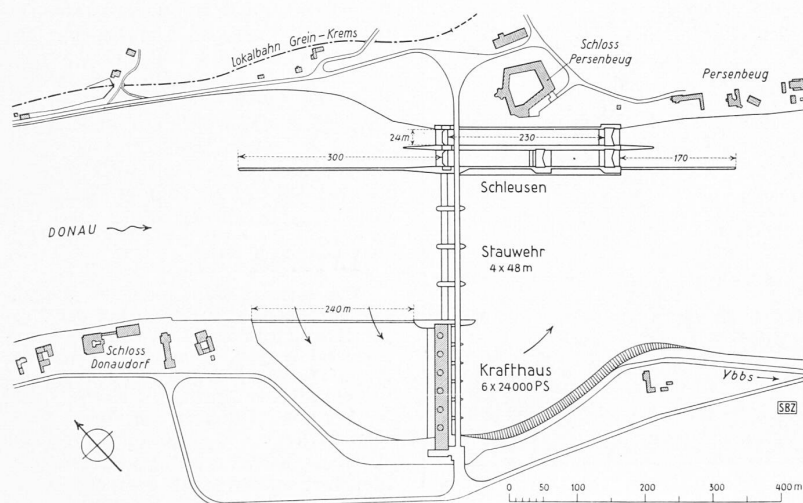 Lokalbahn Grein-Krems
Schloss
Persenbeug
Persenbeug
24m
230
300
170
Schleusen
DONAU
Stauwehr
4 x 48 m
240 m
Schloss
Donaudorf
Krafthaus
6 x 24000 PS
Ybbs
SBZ
0 50 100 200 300 400 m